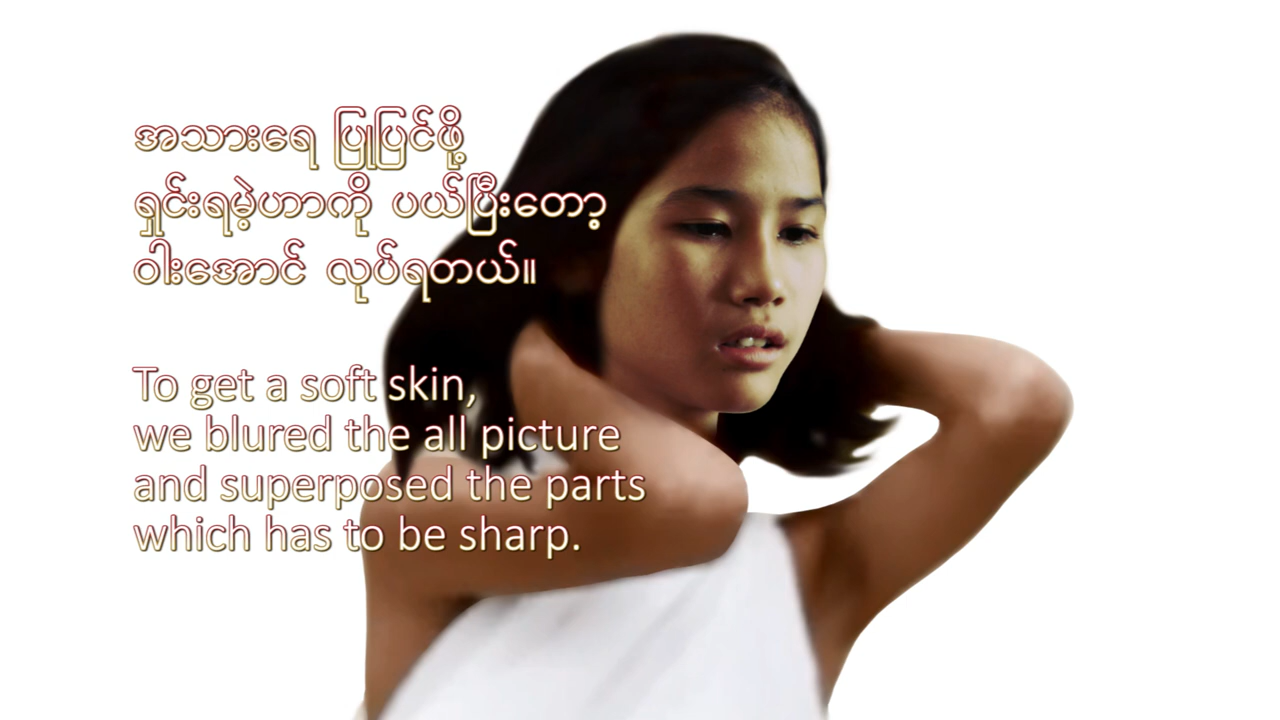 အသားရေ ပြုပြင်ဖို့
ရှင်းရမဲ့ဟာကို ပယ်ပြီးတော့
ဝါးအောင် လုပ်ရတယ်။
To get a soft skin,
we blured the all picture
and superposed the parts
which has to be sharp.